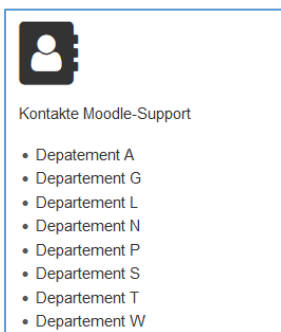 Kontakte Moodle-Support
• Depatement A
• Departement G
• Departement L
• Departement N
• Departement P
• Departement S
• Departement T
• Departement W